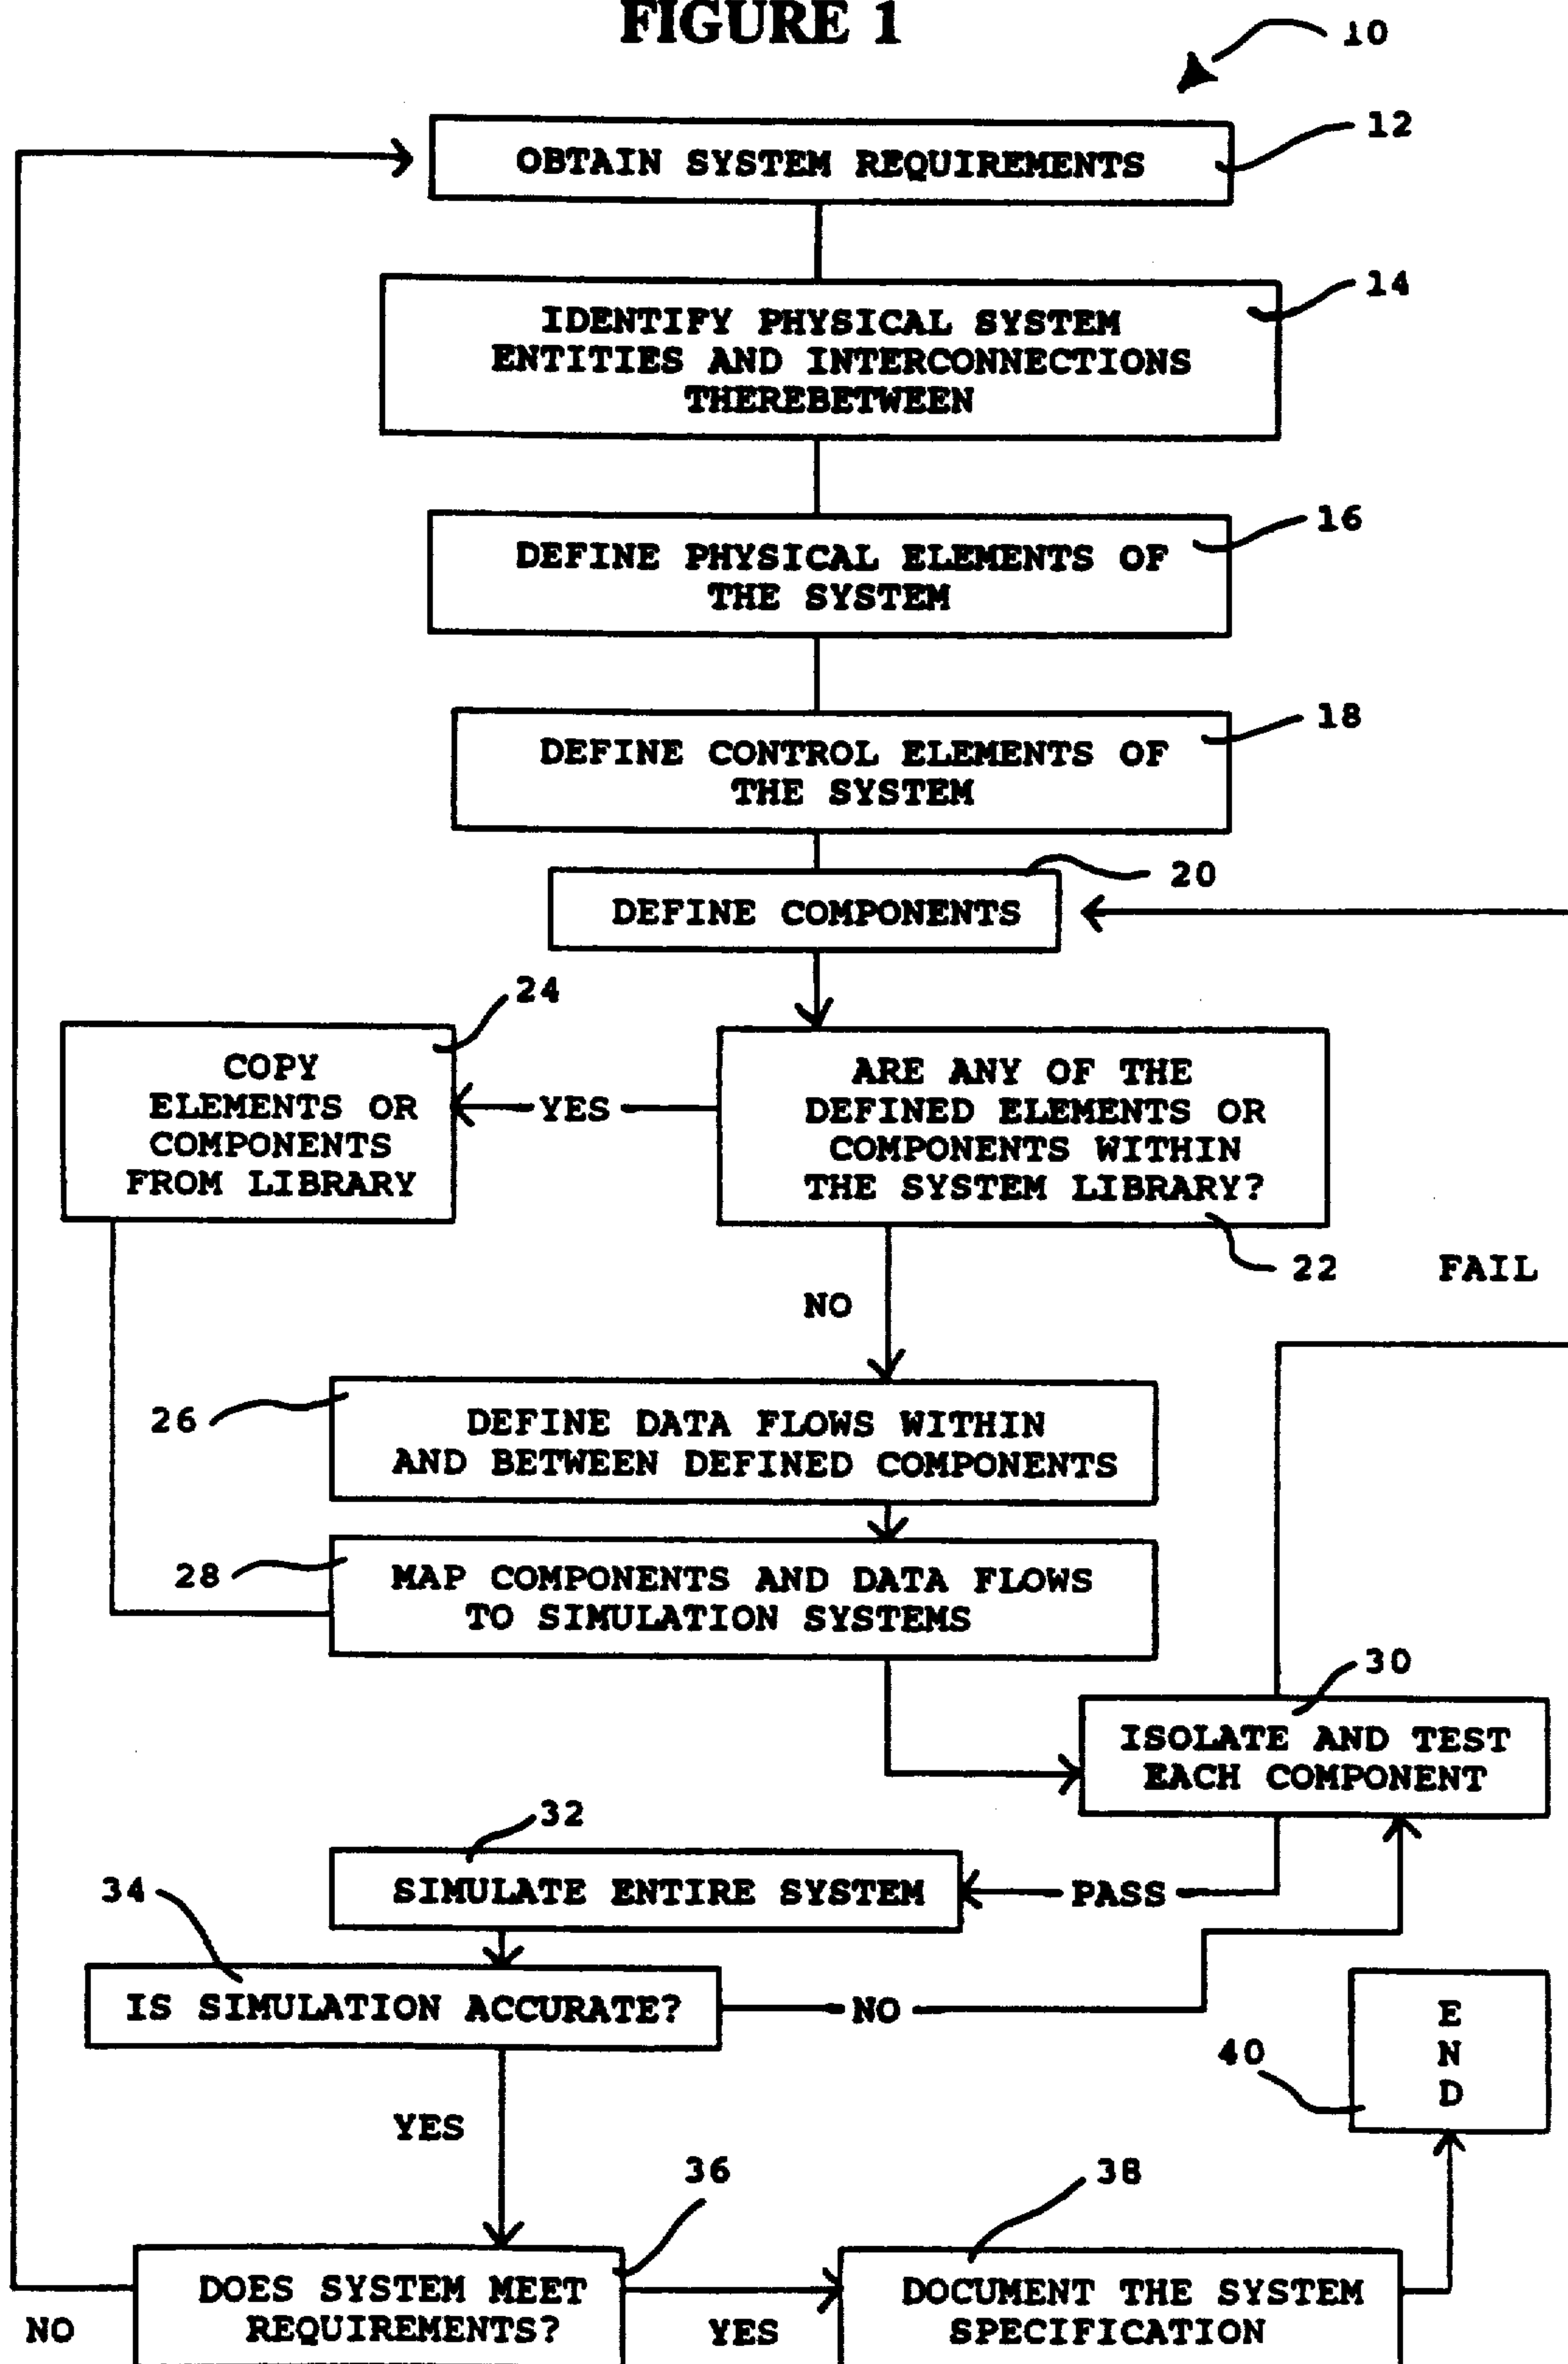 FIGURE 1
10
12
OBTAIN SYSTEM REQUIREMENTS
14
IDENTIFY PHYSICAL SYSTEM
ENTITIES AND INTERCONNECTIONS
THEREBETWEEN
16
DEFINE PHYSICAL ELEMENTS OF
THE SYSTEM
18
DEFINE CONTROL ELEMENTS OF
THE SYSTEM
20
DEFINE COMPONENTS
24
COPY
ELEMENTS OR
COMPONENTS
FROM LIBRARY
YES
ARE ANY OF THE
DEFINED ELEMENTS OR
COMPONENTS WITHIN
THE SYSTEM LIBRARY?
22
FAIL
NO
26
DEFINE DATA FLOWS WITHIN
AND BETWEEN DEFINED COMPONENTS
28
MAP COMPONENTS AND DATA FLOWS
TO SIMULATION SYSTEMS
30
ISOLATE AND TEST
EACH COMPONENT
32
SIMULATE ENTIRE SYSTEM
PASS
34
IS SIMULATION ACCURATE?
NO
40
E
N
D
YES
36
38
DOES SYSTEM MEET
REQUIREMENTS?
NO
YES
DOCUMENT THE SYSTEM
SPECIFICATION